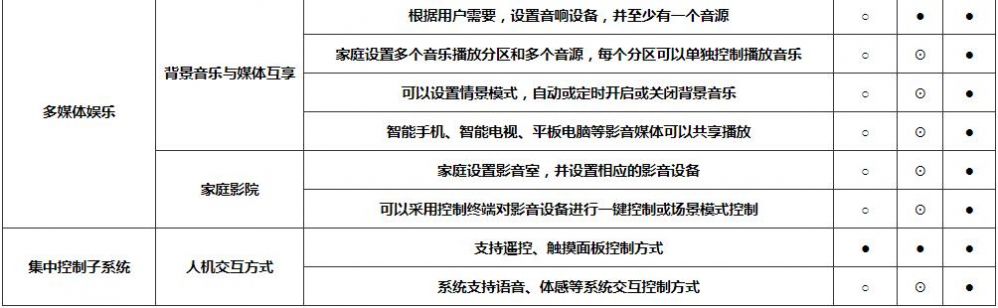 根据用户需要，设置音响设备，并至少有一个音源 ○ ● ●
背景音乐与媒体互享
家庭设置多个音乐播放分区和多个音源，每个分区可以单独控制播放音乐 ○ ⊙ ●
可以设置情景模式，自动或定时开启或关闭背景音乐 ○ ⊙ ●
多媒体娱乐
智能手机、智能电视、平板电脑等影音媒体可以共享播放 ○ ⊙ ●
家庭影院
家庭设置影音室，并设置相应的影音设备 ○ ⊙ ●
可以采用控制终端对影音设备进行一键控制或场景模式控制 ○ ⊙ ●
集中控制子系统
人机交互方式
支持遥控、触摸面板控制方式 ● ● ●
系统支持语音、体感等系统交互控制方式 ○ ⊙ ●